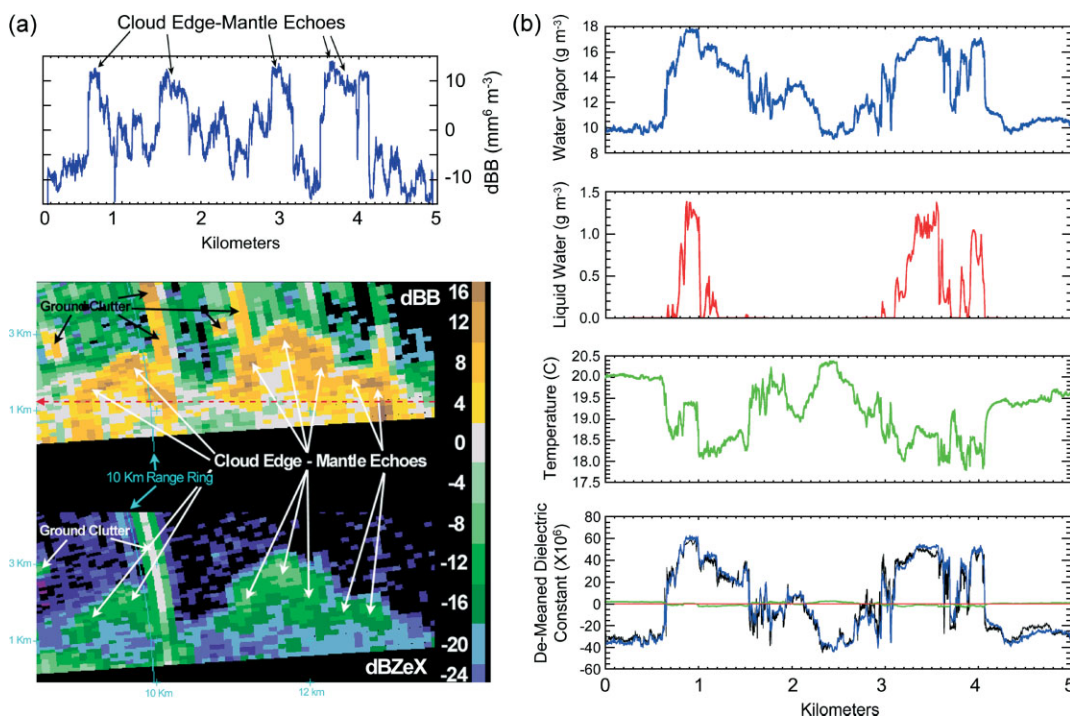 (a)
Cloud Edge-Mantle Echoes
10
0
-10
dBB (mm⁶ m⁻³)
0 1 2 3 4 5
Kilometers
dBB
Ground Clutter
3 Km
1 Km
Cloud Edge - Mantle Echoes
10 Km Range Ring
Ground Clutter
3 Km
1 Km
dBZeX
10 Km 12 km
16
12
8
4
0
-4
-8
-12
-16
-20
-24
(b)
Water Vapor (g m⁻³)
18
16
14
12
10
8
Liquid Water (g m⁻³)
1.5
1.0
0.5
0.0
Temperature (C)
20.5
20.0
19.5
19.0
18.5
18.0
17.5
De-Meaned Dielectric
Constant (X10⁶)
80
60
40
20
0
-20
-40
-60
0 1 2 3 4 5
Kilometers